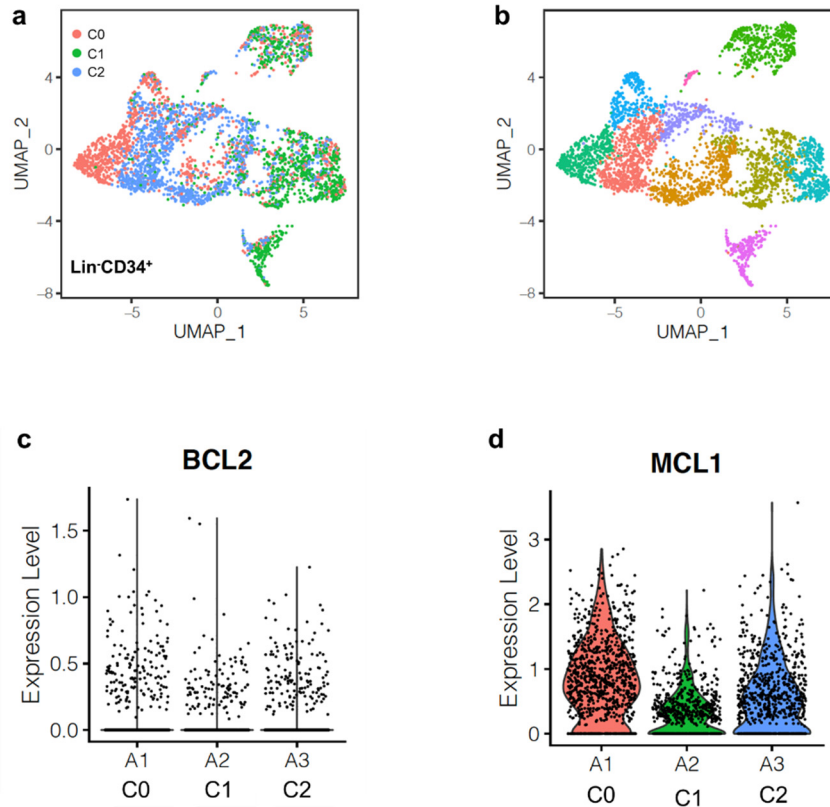 a
C0
C1
C2
UMAP_2
4
0
−4
−8
Lin-CD34+
−5
0
5
UMAP_1
b
UMAP_2
4
0
−4
−8
−5
0
5
UMAP_1
c
BCL2
Expression Level
1.5
1.0
0.5
0.0
A1
A2
A3
C0
C1
C2
d
MCL1
Expression Level
3
2
1
0
A1
A2
A3
C0
C1
C2